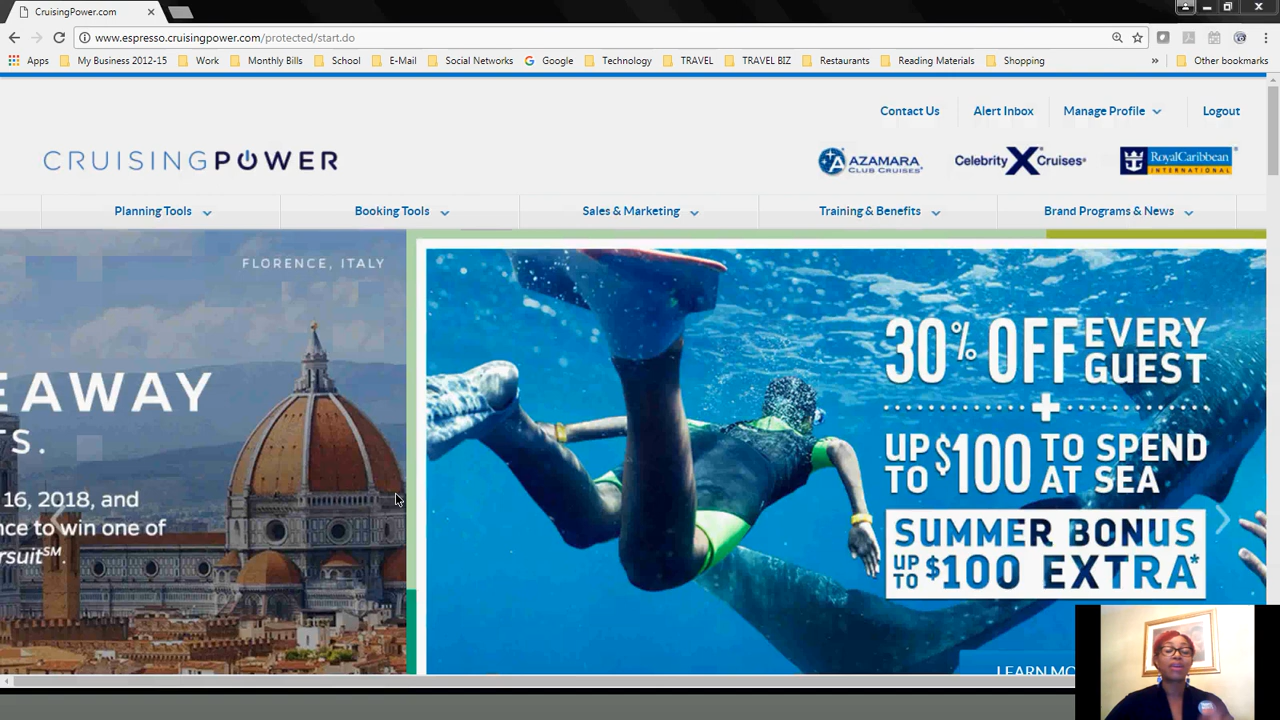 CruisingPower.com
www.espresso.cruisingpower.com/protected/start.do
Apps My Business 2012-15 Work Monthly Bills School E-Mail Social Networks Google Technology TRAVEL TRAVEL BIZ Restaurants Reading Materials Shopping » Other bookmarks
Contact Us Alert Inbox Manage Profile Logout
CRUISINGPOWER
AZAMARA
CLUB CRUISES®
Celebrity X Cruises®
RoyalCaribbean
INTERNATIONAL
Planning Tools Booking Tools Sales & Marketing Training & Benefits Brand Programs & News
FLORENCE, ITALY
EAWAY
TS.
16, 2018, and
nce to win one of
rsuit℠.
30% OFF EVERY GUEST
+
UP TO $100 TO SPEND AT SEA
SUMMER BONUS
UP TO $100 EXTRA*
LEARN MO